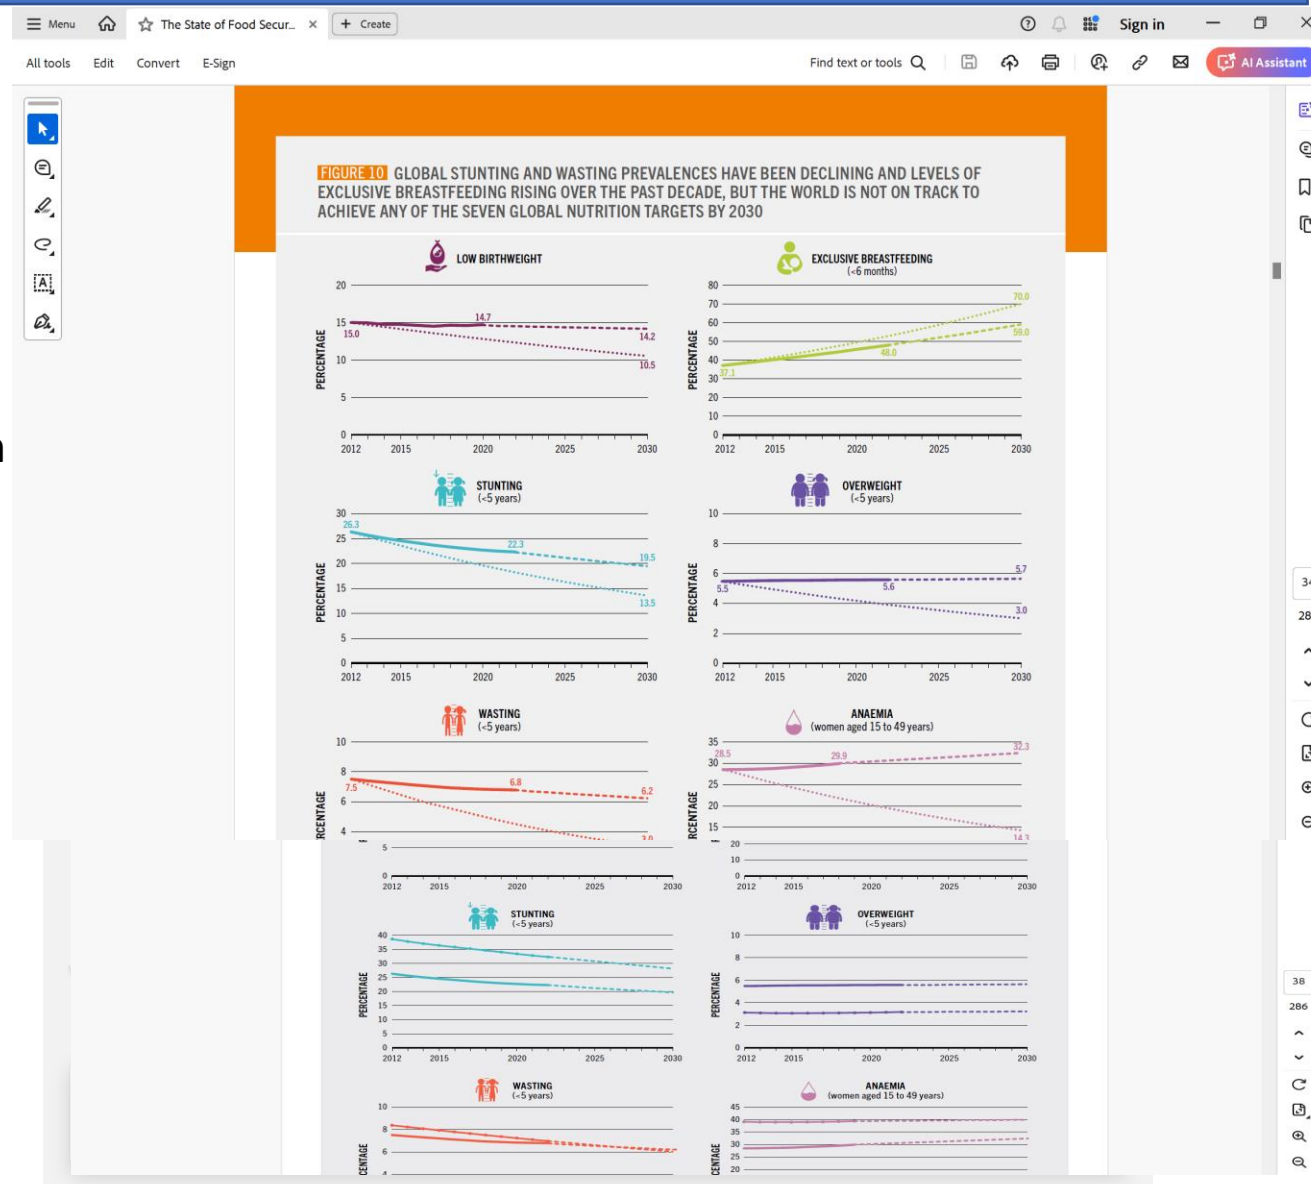 Menu
The State of Food Secur...
Create
Sign in
All tools
Edit
Convert
E-Sign
Find text or tools
AI Assistant
FIGURE 10 GLOBAL STUNTING AND WASTING PREVALENCES HAVE BEEN DECLINING AND LEVELS OF
EXCLUSIVE BREASTFEEDING RISING OVER THE PAST DECADE, BUT THE WORLD IS NOT ON TRACK TO
ACHIEVE ANY OF THE SEVEN GLOBAL NUTRITION TARGETS BY 2030
LOW BIRTHWEIGHT
PERCENTAGE
20
15
10
5
0
15.0
14.7
14.2
10.5
2012 2015 2020 2025 2030
EXCLUSIVE BREASTFEEDING
(<6 months)
PERCENTAGE
80
70
60
50
40
30
20
10
0
37.1
48.0
70.0
59.0
2012 2015 2020 2025 2030
STUNTING
(<5 years)
PERCENTAGE
30
25
20
15
10
5
0
26.3
22.3
19.5
13.5
2012 2015 2020 2025 2030
OVERWEIGHT
(<5 years)
PERCENTAGE
10
8
6
4
2
0
5.5
5.6
5.7
3.0
2012 2015 2020 2025 2030
WASTING
(<5 years)
RCENTAGE
10
8
6
4
7.5
6.8
6.2
3.0
ANAEMIA
(women aged 15 to 49 years)
RCENTAGE
35
30
25
20
15
28.5
29.9
32.3
14.3
5
0
2012 2015 2020 2025 2030
20
10
0
2012 2015 2020 2025 2030
STUNTING
(<5 years)
PERCENTAGE
40
35
30
25
20
15
10
5
0
2012 2015 2020 2025 2030
OVERWEIGHT
(<5 years)
PERCENTAGE
10
8
6
4
2
0
2012 2015 2020 2025 2030
WASTING
(<5 years)
CENTAGE
10
8
6
ANAEMIA
(women aged 15 to 49 years)
CENTAGE
45
40
35
30
25
20
38
286